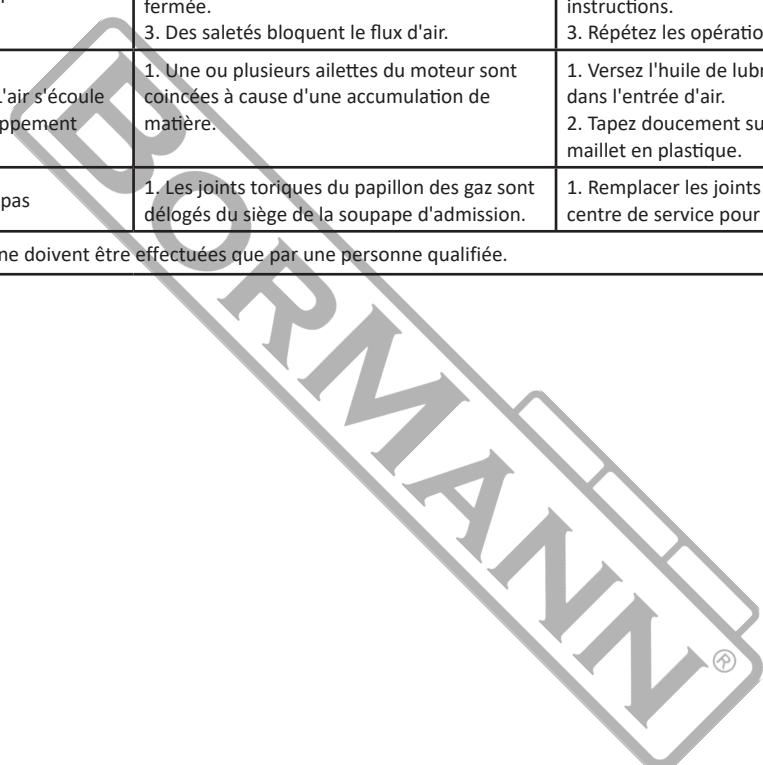 fermée.
3. Des saletés bloquent le flux d'air.
instructions.
3. Répétez les
L'air s'écoule
1. Une ou plusieurs ailettes du moteur sont
coincées à cause d'une accumulation de
matière.
1. Versez l'huile de
dans l'entrée d'air.
2. Tapez doucement
maillet en plastique.
pas
1. Les joints toriques du papillon des gaz sont
délogés du siège de la soupape d'admission.
1. Remplacer les joints
centre de service pour
ne doivent être effectuées que par une personne qualifiée.
BORMANN
®